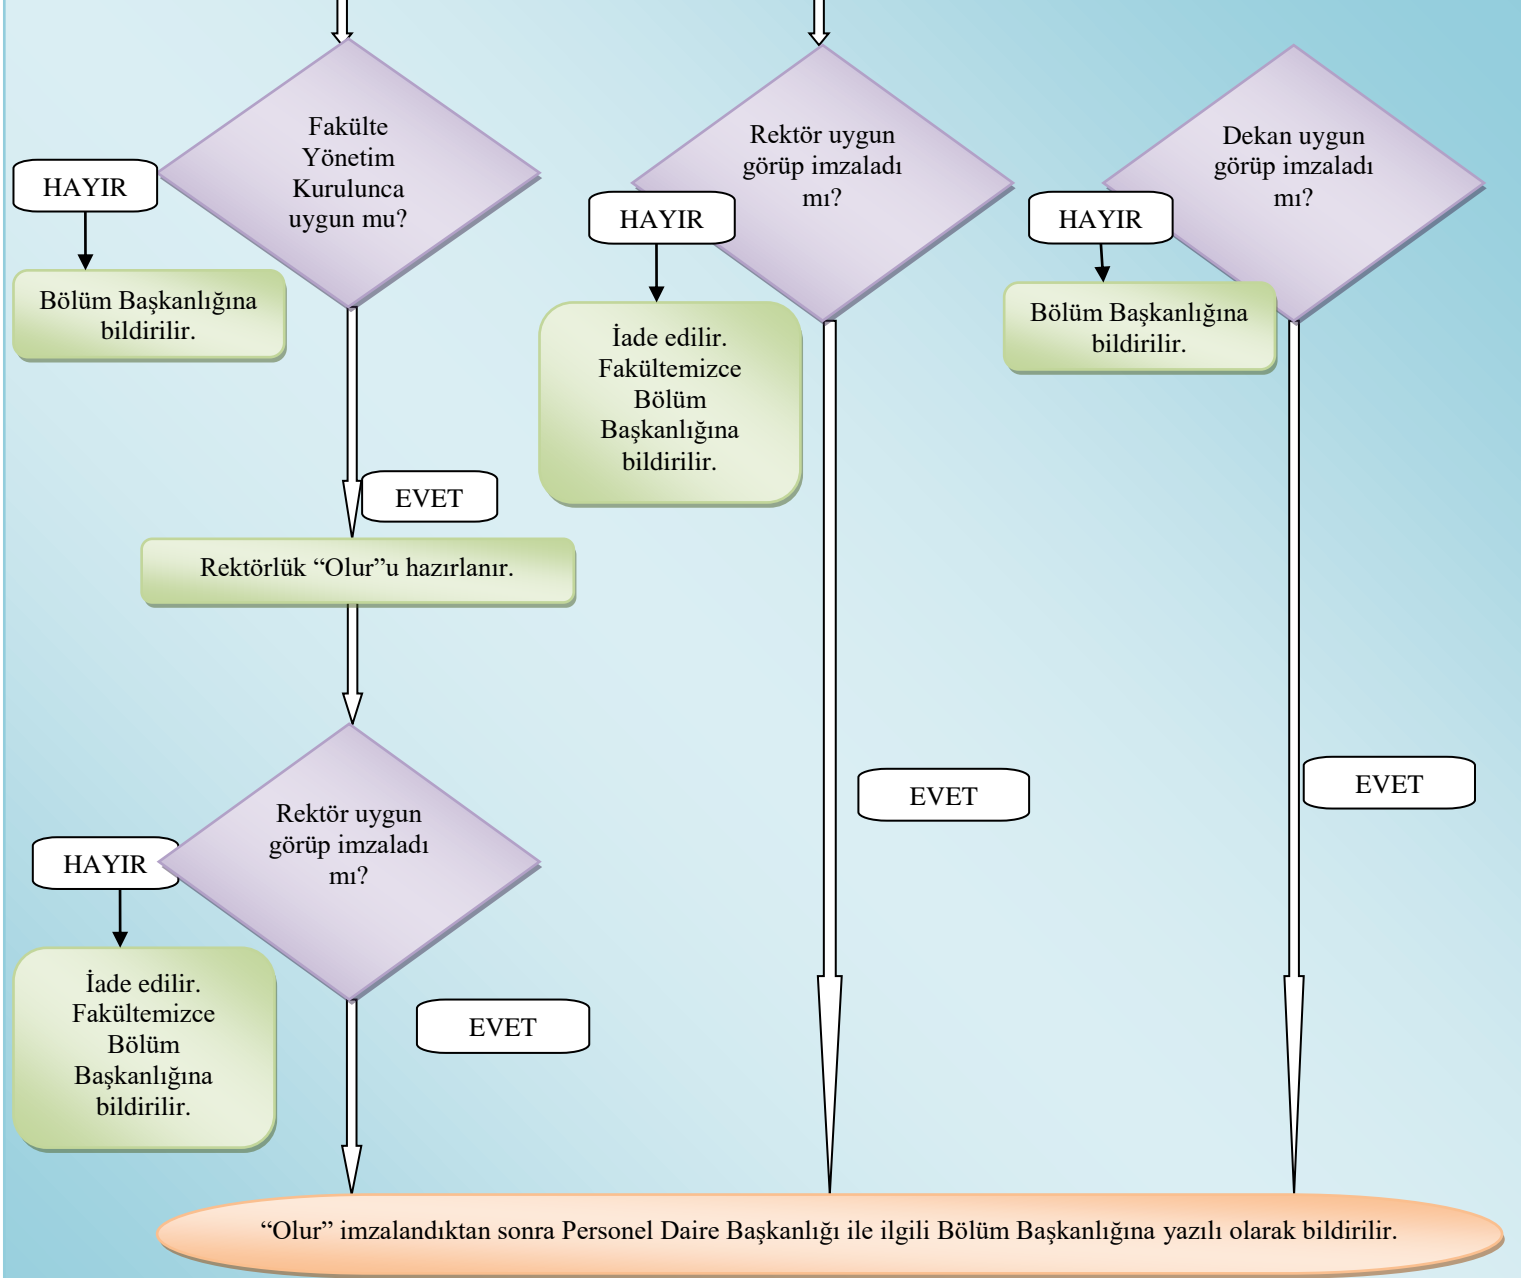 Fakülte
Yönetim
Kurulunca
uygun mu?
HAYIR
Bölüm Başkanlığına
bildirilir.
EVET
Rektörlük “Olur”u hazırlanır.
Rektör uygun
görüp imzaladı
mı?
HAYIR
İade edilir.
Fakültemizce
Bölüm
Başkanlığına
bildirilir.
EVET
Rektör uygun
görüp imzaladı
mı?
HAYIR
İade edilir.
Fakültemizce
Bölüm
Başkanlığına
bildirilir.
EVET
Dekan uygun
görüp imzaladı
mı?
HAYIR
Bölüm Başkanlığına
bildirilir.
EVET
“Olur” imzalandıktan sonra Personel Daire Başkanlığı ile ilgili Bölüm Başkanlığına yazılı olarak bildirilir.